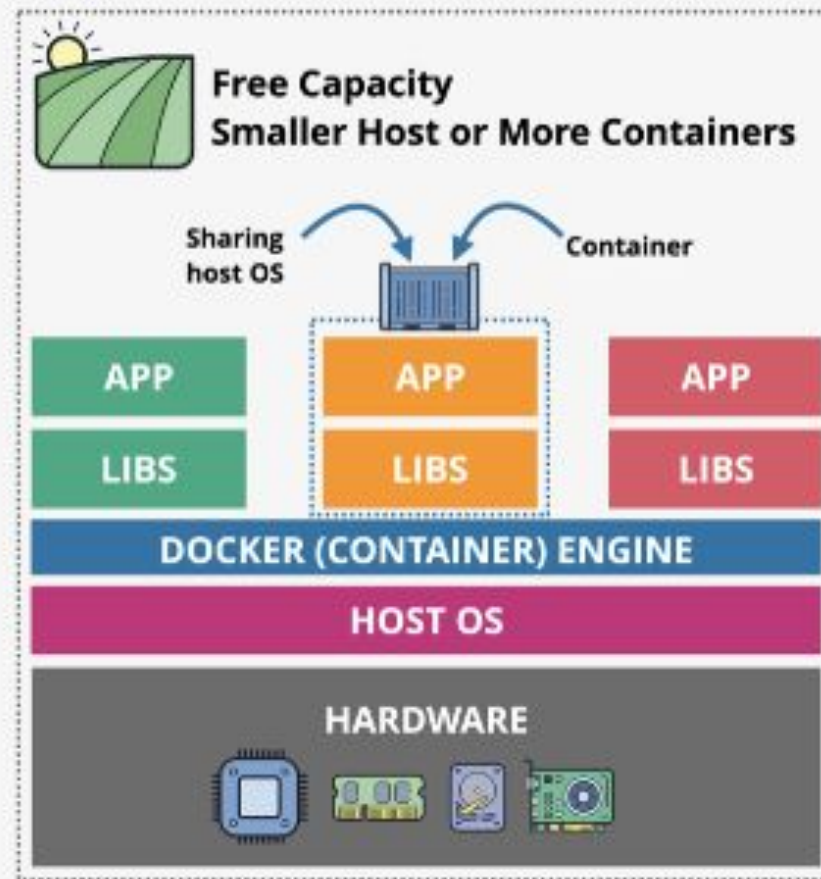 Free Capacity
Smaller Host or More Containers
Sharing
host OS
Container
APP
APP
APP
LIBS
LIBS
LIBS
DOCKER (CONTAINER) ENGINE
HOST OS
HARDWARE